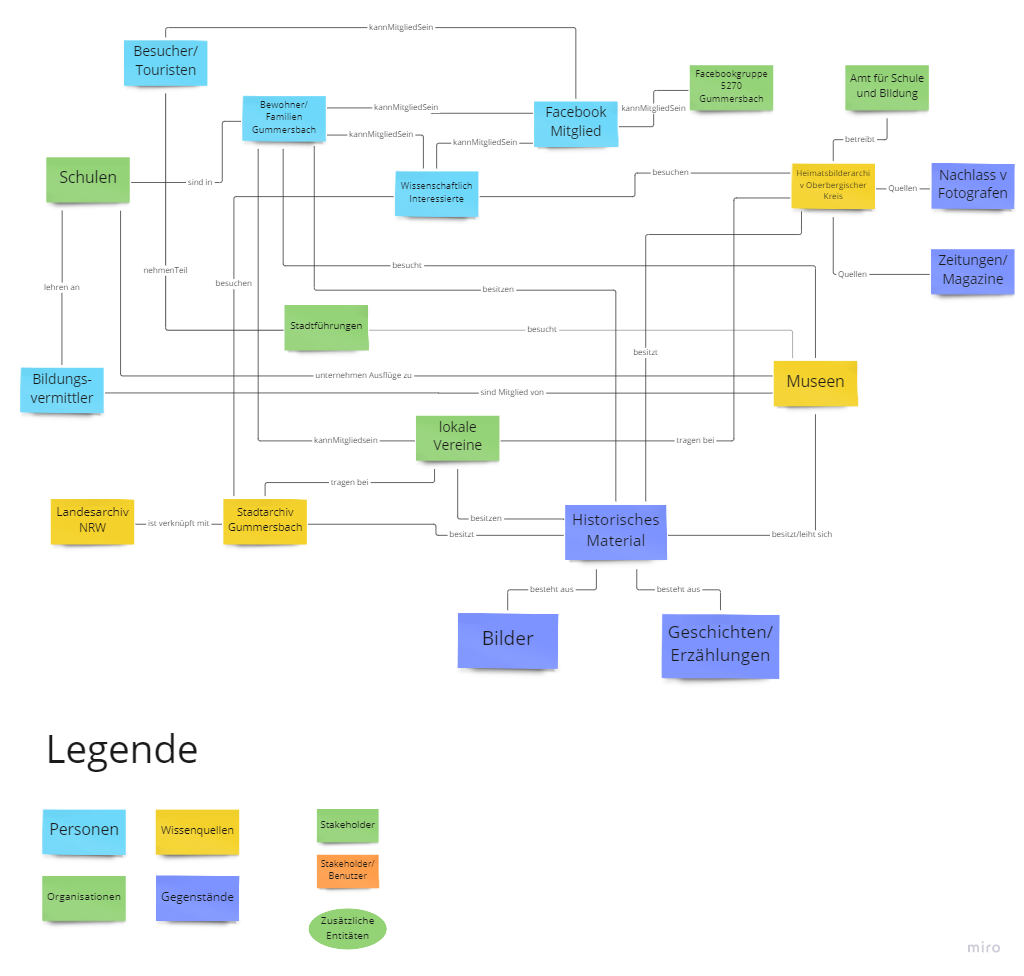 kannMitgliedSein
Besucher/
Touristen
Facebookgruppe
5270
Gummersbach
Amt für Schule
und BIldung
Bewohner/
Familien
Gummersbach
kannMitgliedSein
kannMitgliedSein
Facebook
Mitglied
kannMitgliedSein
kannMitgliedSein
betreibt
Schulen
sind in
Wissenschaftlich
Interessierte
besuchen
Heimatsbilderarchi
v Oberbergischer
Kreis
Quellen
Nachlass v
Fotografen
nehmenTeil
besuchen
besucht
besitzen
Quellen
Zeitungen/
Magazine
lehren an
Stadtführungen
besucht
besitzt
Bildungs-
vermittler
unternehmen Ausflüge zu
sind Mitglied von
Museen
kannMitgliedsein
lokale
Vereine
tragen bei
tragen bei
Landesarchiv
NRW
ist verknüpft mit
Stadtarchiv
Gummersbach
besitzen
besitzt
Historisches
Material
besitzt/leiht sich
besteht aus
besteht aus
Bilder
Geschichten/
Erzählungen
Legende
Personen
Wissenquellen
Stakeholder
Stakeholder/
Benutzer
Organisationen
Gegenstände
Zusätzliche
Entitäten
miro